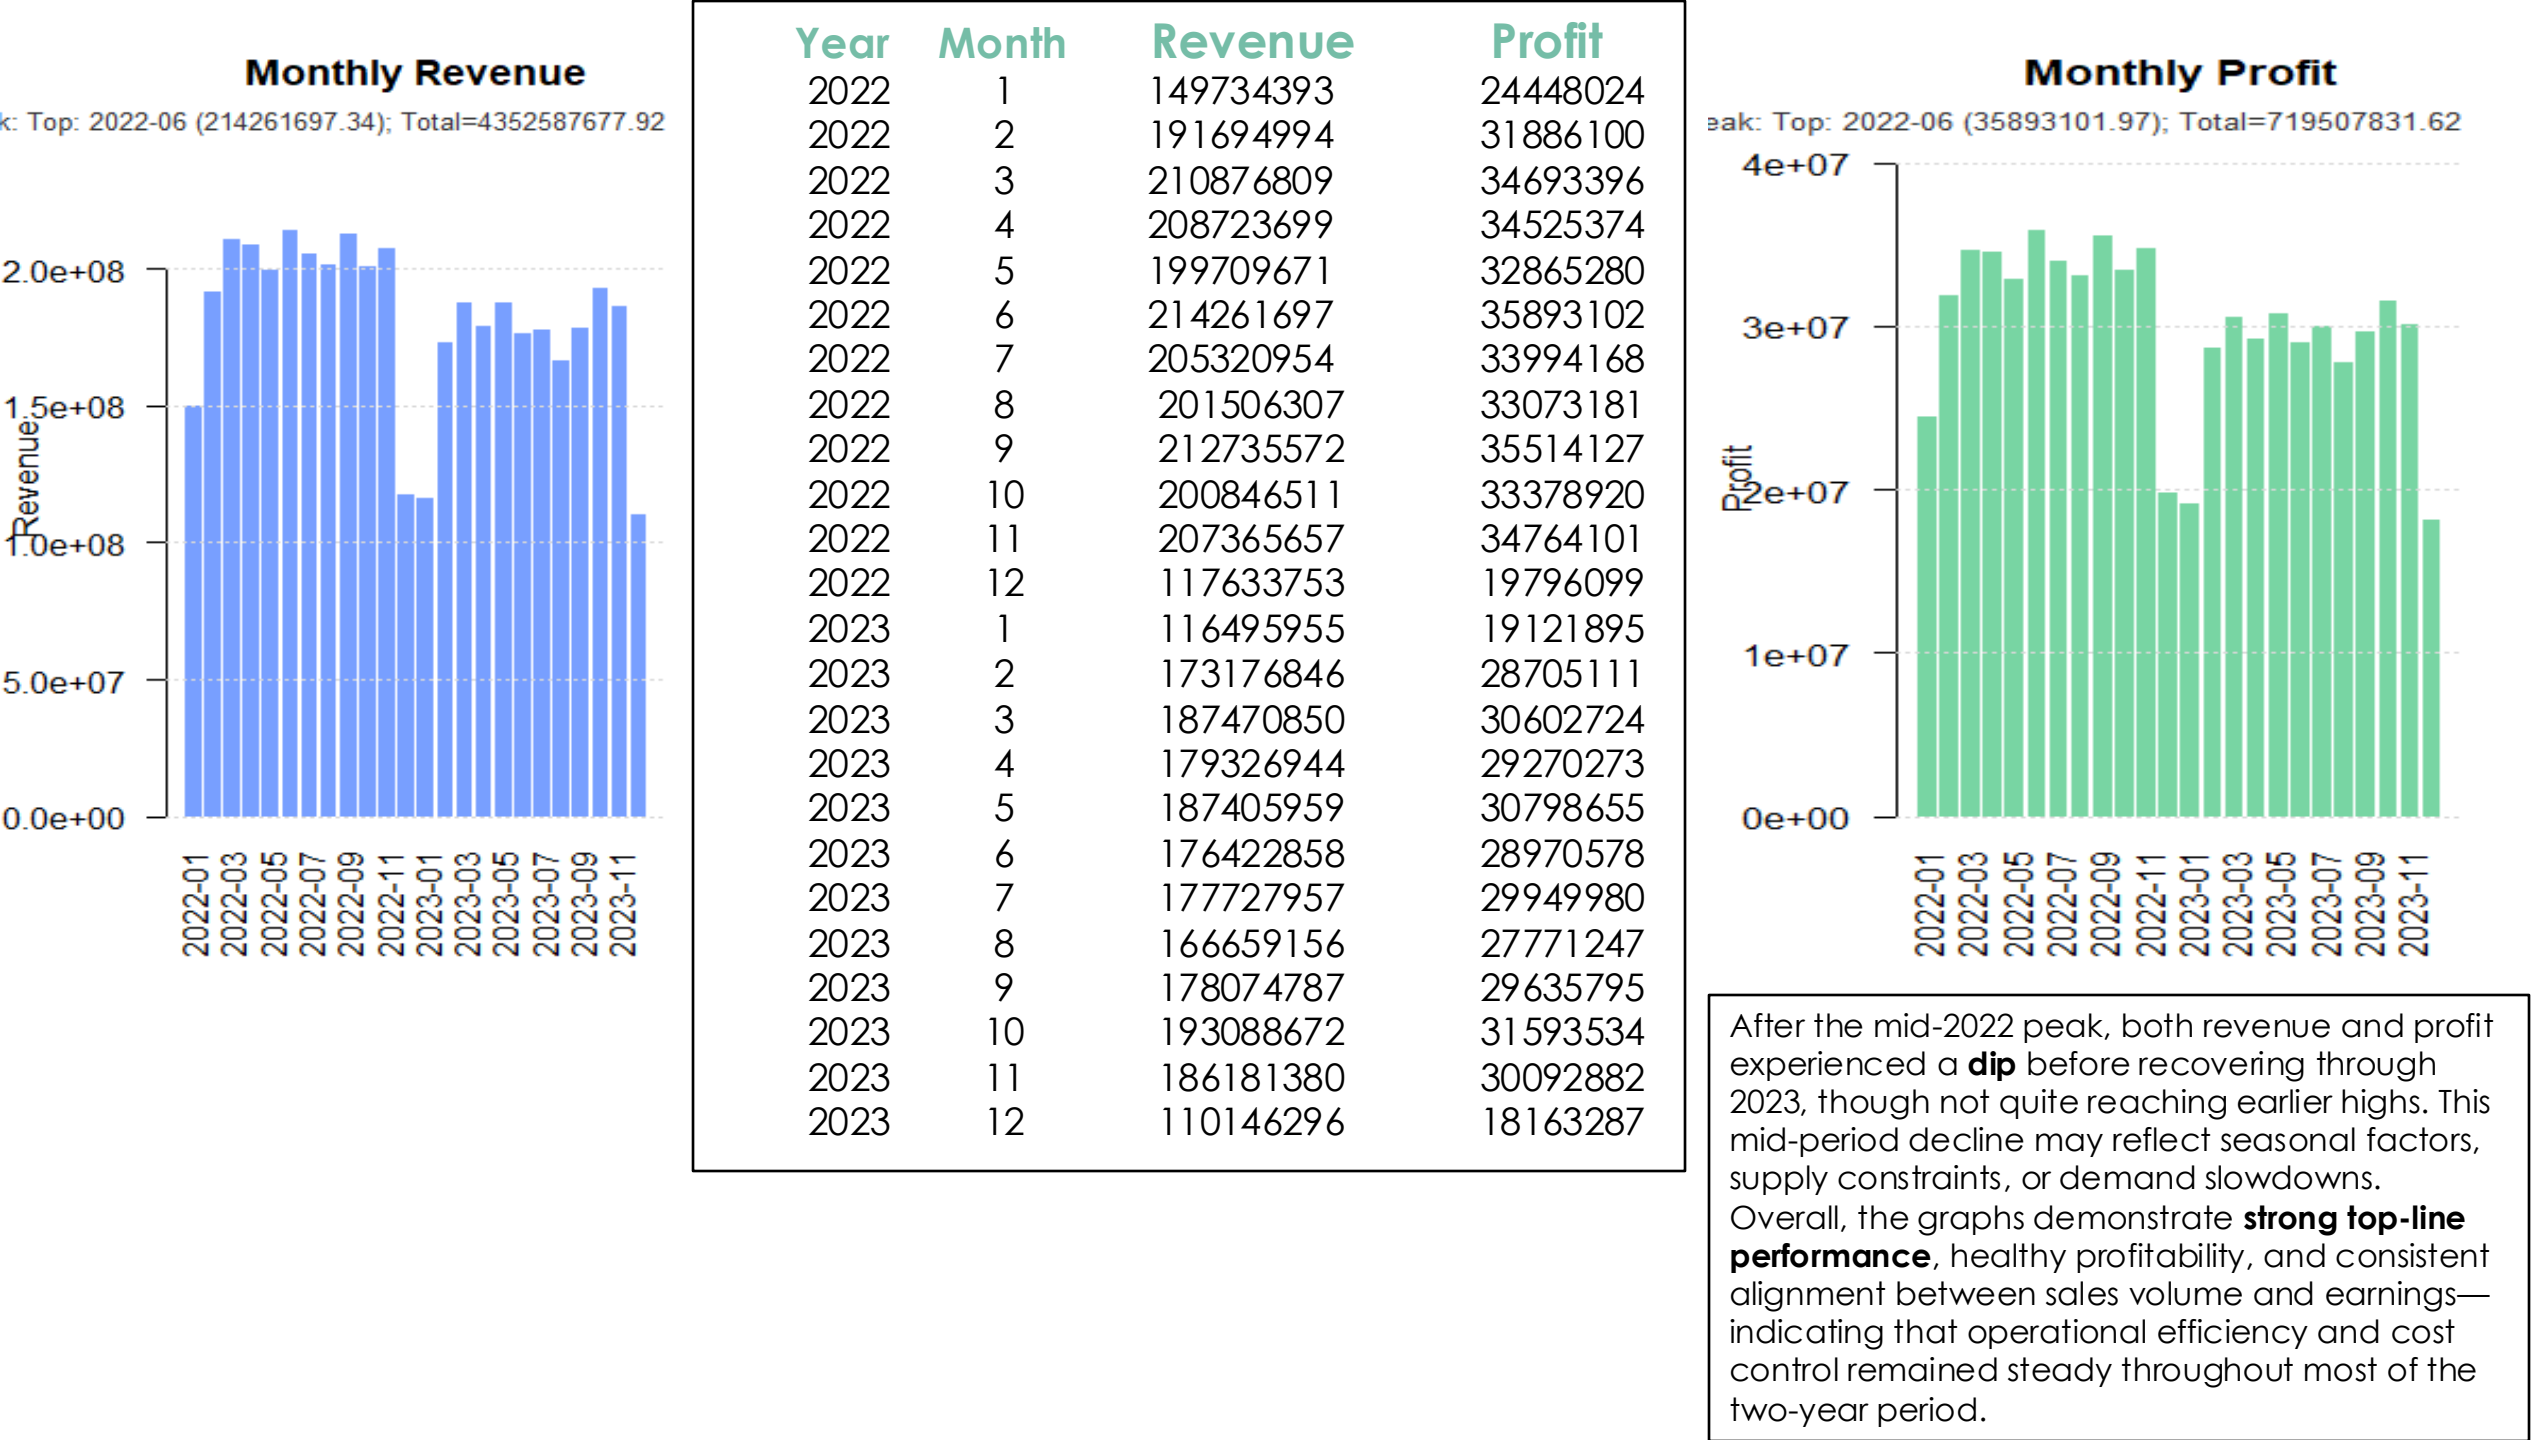 Monthly Revenue
k: Top: 2022-06 (214261697.34); Total=4352587677.92
2.0e+08
1.5e+08
1.0e+08
5.0e+07
0.0e+00
Revenue
2022-01
2022-03
2022-05
2022-07
2022-09
2022-11
2023-01
2023-03
2023-05
2023-07
2023-09
2023-11
Year Month Revenue Profit
2022 1 149734393 24448024
2022 2 191694994 31886100
2022 3 210876809 34693396
2022 4 208723699 34525374
2022 5 199709671 32865280
2022 6 214261697 35893102
2022 7 205320954 33994168
2022 8 201506307 33073181
2022 9 212735572 35514127
2022 10 200846511 33378920
2022 11 207365657 34764101
2022 12 117633753 19796099
2023 1 116495955 19121895
2023 2 173176846 28705111
2023 3 187470850 30602724
2023 4 179326944 29270273
2023 5 187405959 30798655
2023 6 176422858 28970578
2023 7 177727957 29949980
2023 8 166659156 27771247
2023 9 178074787 29635795
2023 10 193088672 31593534
2023 11 186181380 30092882
2023 12 110146296 18163287
Monthly Profit
eak: Top: 2022-06 (35893101.97); Total=719507831.62
4e+07
3e+07
2e+07
1e+07
0e+00
Profit
2022-01
2022-03
2022-05
2022-07
2022-09
2022-11
2023-01
2023-03
2023-05
2023-07
2023-09
2023-11
After the mid-2022 peak, both revenue and profit
experienced a dip before recovering through
2023, though not quite reaching earlier highs. This
mid-period decline may reflect seasonal factors,
supply constraints, or demand slowdowns.
Overall, the graphs demonstrate strong top-line
performance, healthy profitability, and consistent
alignment between sales volume and earnings—
indicating that operational efficiency and cost
control remained steady throughout most of the
two-year period.